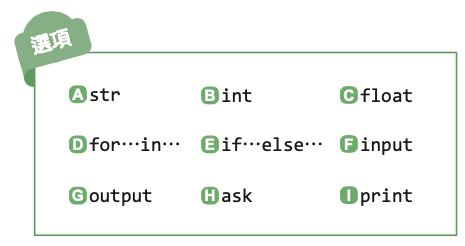 選項
A str B int C float
D for…in… E if…else… F input
G output H ask I print